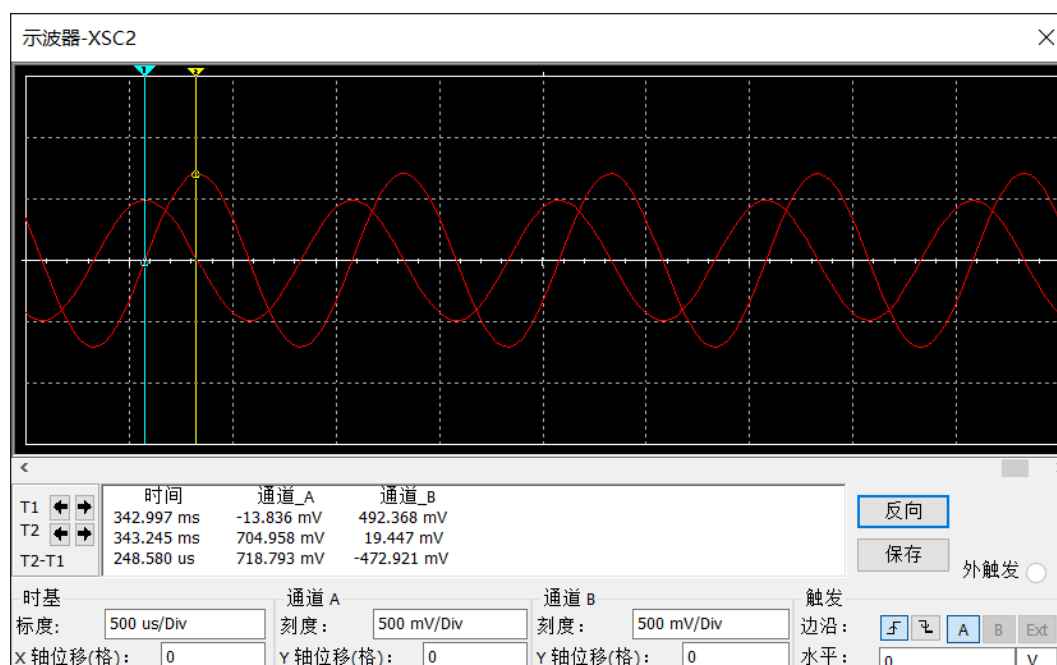 示波器-XSC2
1 2
时间 通道_A 通道_B
T1 342.997 ms -13.836 mV 492.368 mV
T2 343.245 ms 704.958 mV 19.447 mV
T2-T1 248.580 us 718.793 mV -472.921 mV
反向
保存
外触发
时基 通道 A 通道 B 触发
标度: 500 us/Div 刻度: 500 mV/Div 刻度: 500 mV/Div 边沿: A B Ext
X 轴位移(格): 0 Y 轴位移(格): 0 Y 轴位移(格): 0 水平: 0 V